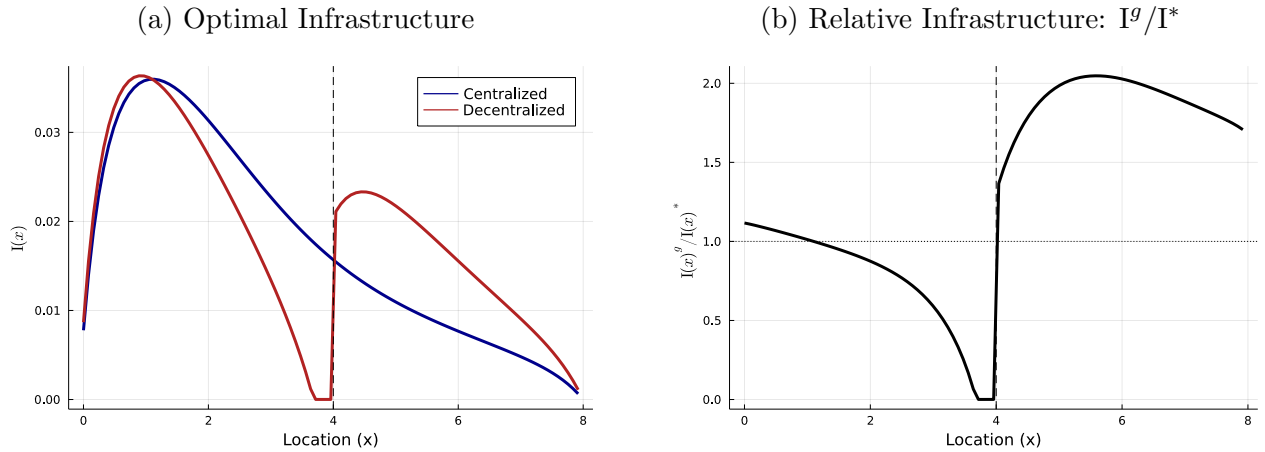 (a) Optimal Infrastructure
I(x)
0.03
0.02
0.01
0.00
Centralized
Decentralized
0 2 4 6 8
Location (x)
(b) Relative Infrastructure: I^g/I*
I(x)^g/I(x)^*
2.0
1.5
1.0
0.5
0.0
0 2 4 6 8
Location (x)